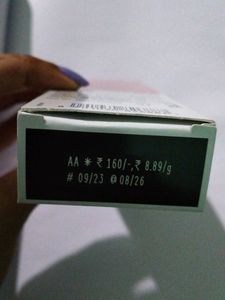 AA * ₹ 160/-,₹ 8.89/g
# 09/23 @ 08/26